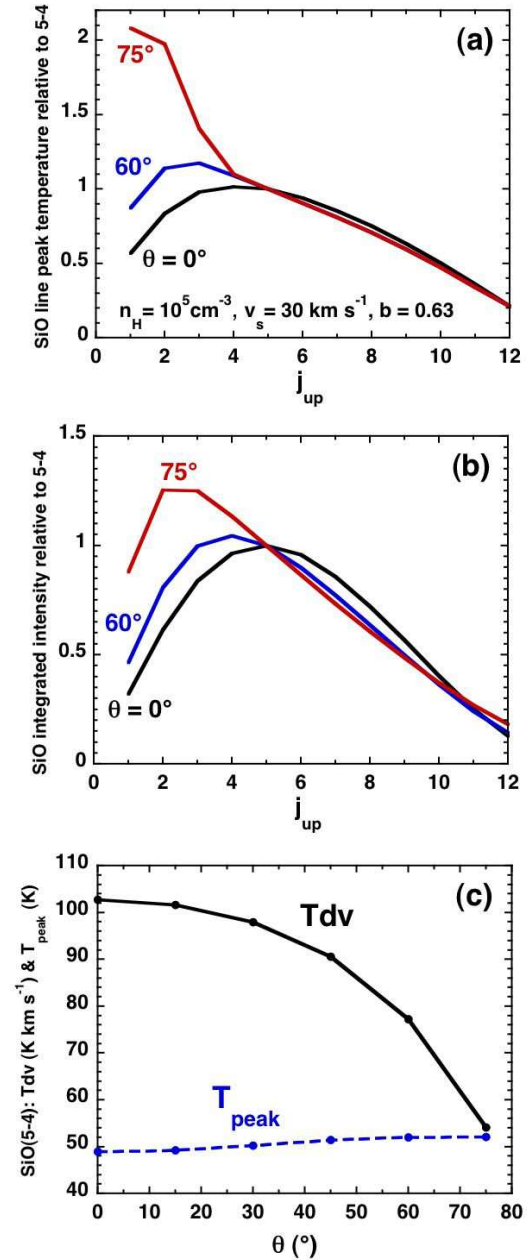 (a)
SiO line peak temperature relative to 5-4
2
1.5
1
0.5
0
75°
60°
θ = 0°
n_H = 10^5 cm^-3, v_s = 30 km s^-1, b = 0.63
0 2 4 6 8 10 12
j_up
(b)
SiO integrated intensity relative to 5-4
1.5
1
0.5
0
75°
60°
θ = 0°
0 2 4 6 8 10 12
j_up
(c)
SiO(5-4): Tdv (K km s^-1) & T_peak (K)
110
100
90
80
70
60
50
40
Tdv
T_peak
0 10 20 30 40 50 60 70 80
θ (°)